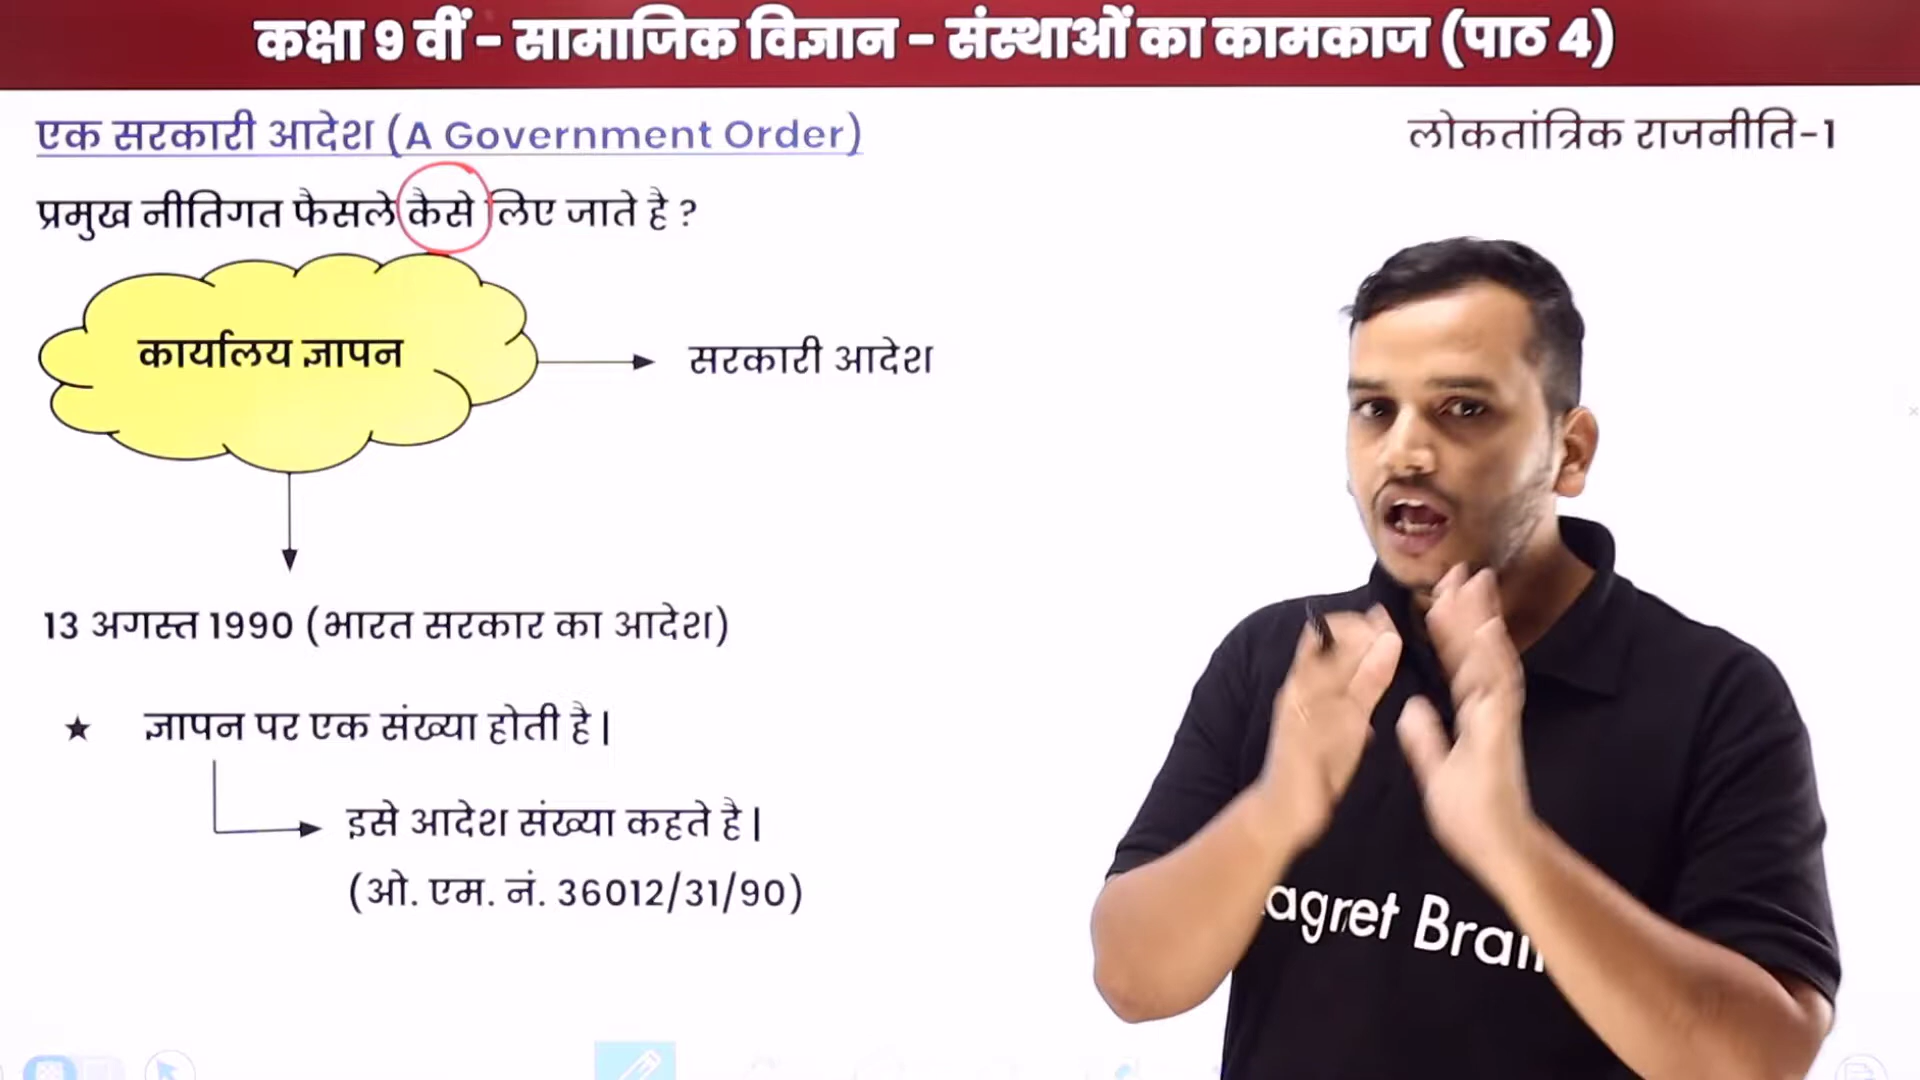 कक्षा 9 वीं - सामाजिक विज्ञान - संस्थाओं का कामकाज (पाठ 4)
एक सरकारी आदेश (A Government Order)
लोकतांत्रिक राजनीति-1
प्रमुख नीतिगत फैसले कैसे लिए जाते है ?
कार्यालय ज्ञापन
सरकारी आदेश
13 अगस्त 1990 (भारत सरकार का आदेश)
★ ज्ञापन पर एक संख्या होती है |
इसे आदेश संख्या कहते है |
(ओ. एम. नं. 36012/31/90)
agret Brai